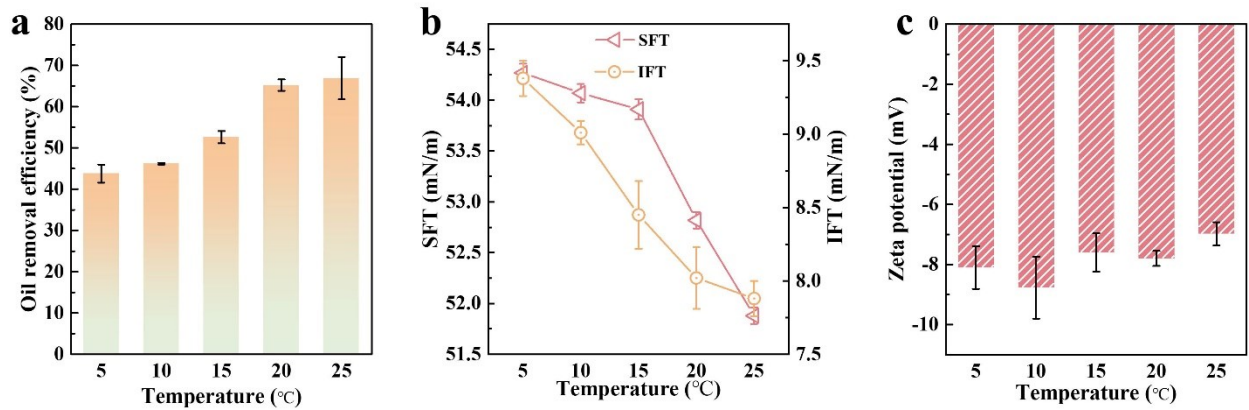 a
Oil removal efficiency (%)
80
70
60
50
40
30
20
10
0
5 10 15 20 25
Temperature (℃)
b
SFT (mN/m)
54.5
54.0
53.5
53.0
52.5
52.0
51.5
SFT
IFT
9.5
9.0
8.5
8.0
7.5
IFT (mN/m)
5 10 15 20 25
Temperature (℃)
c
Zeta potential (mV)
0
-2
-4
-6
-8
-10
5 10 15 20 25
Temperature (℃)